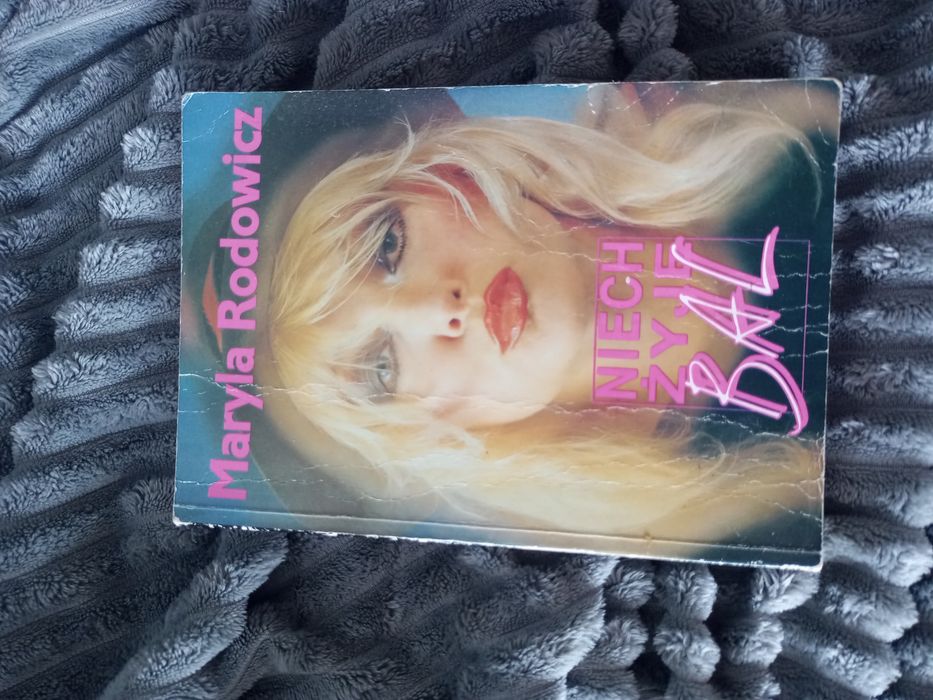 Maryla Rodowicz
NIECH
ŻYJE
BAL